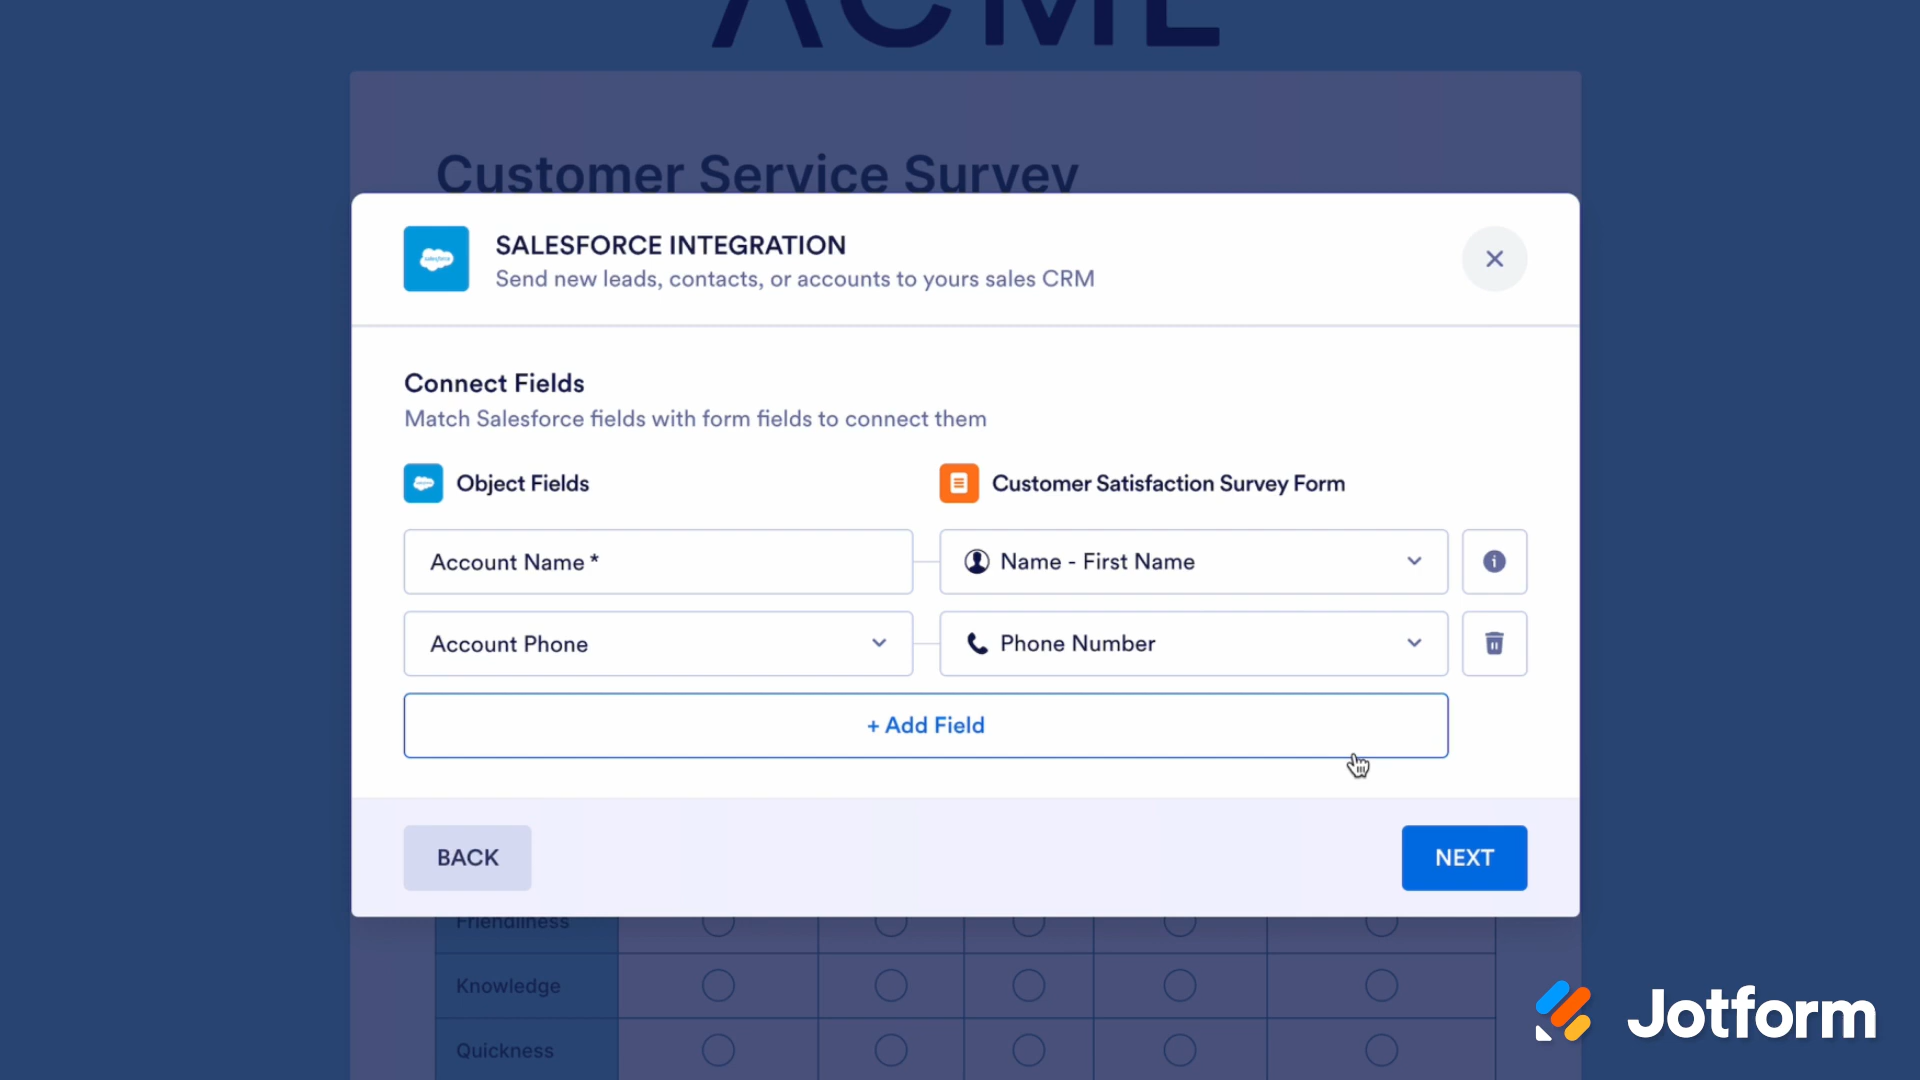 ACME
Customer Service Survey
SALESFORCE INTEGRATION
Send new leads, contacts, or accounts to yours sales CRM
Connect Fields
Match Salesforce fields with form fields to connect them
Object Fields
Customer Satisfaction Survey Form
Account Name *
Name - First Name
Account Phone
Phone Number
+ Add Field
BACK
NEXT
Friendliness
Knowledge
Quickness
Jotform